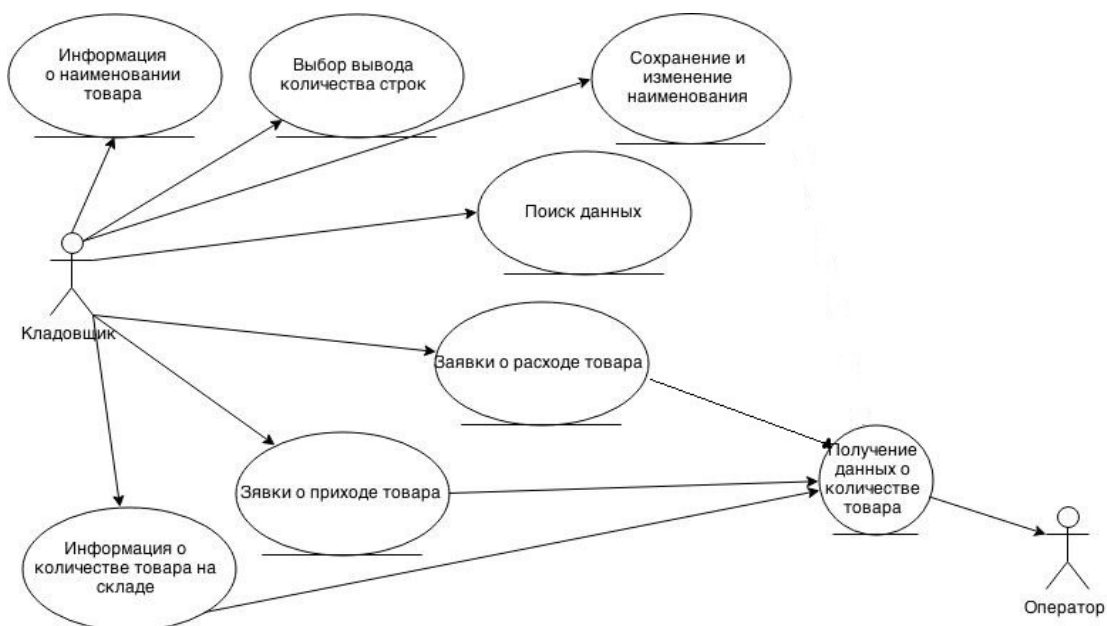 Информация
о наименовании
товара
Выбор вывода
количества строк
Сохранение и
изменение
наименования
Поиск данных
Кладовщик
Заявки о расходе товара
Зявки о приходе товара
Получение
данных о
количестве
товара
Информация о
количестве товара на
складе
Оператор